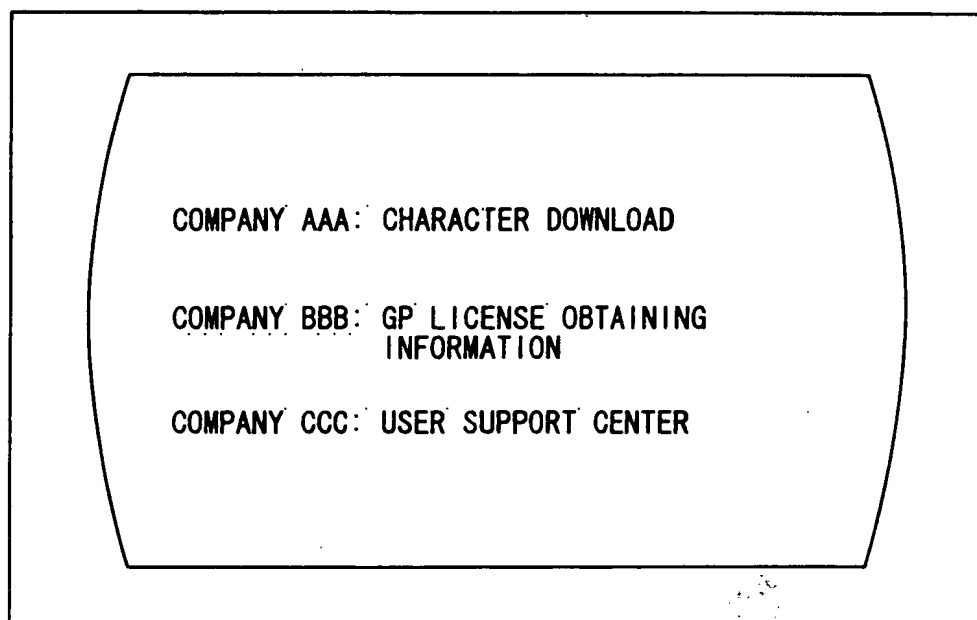 COMPANY AAA: CHARACTER DOWNLOAD
COMPANY BBB: GP LICENSE OBTAINING
INFORMATION
COMPANY CCC: USER SUPPORT CENTER